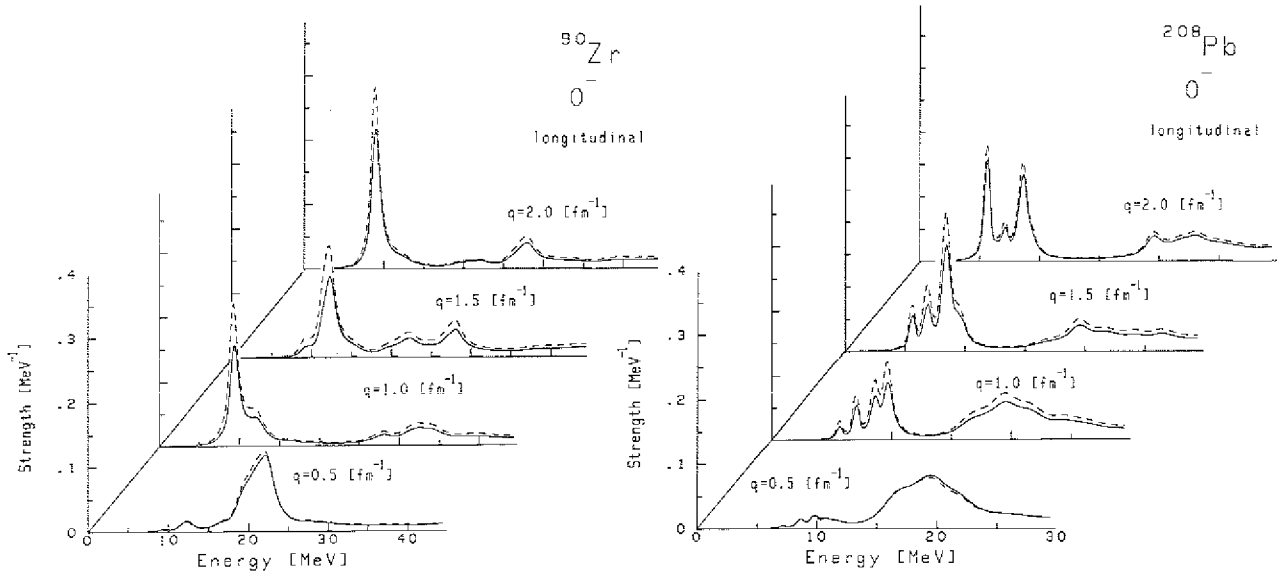 90Zr
0-
longitudinal
q=2.0 [fm-1]
q=1.5 [fm-1]
q=1.0 [fm-1]
q=0.5 [fm-1]
.4
.3
.2
.1
0
Strength [MeV-1]
0 10 20 30 40
Energy [MeV]
208Pb
0-
longitudinal
q=2.0 [fm-1]
q=1.5 [fm-1]
q=1.0 [fm-1]
q=0.5 [fm-1]
.4
.3
.2
.1
0
Strength [MeV-1]
0 10 20 30
Energy [MeV]